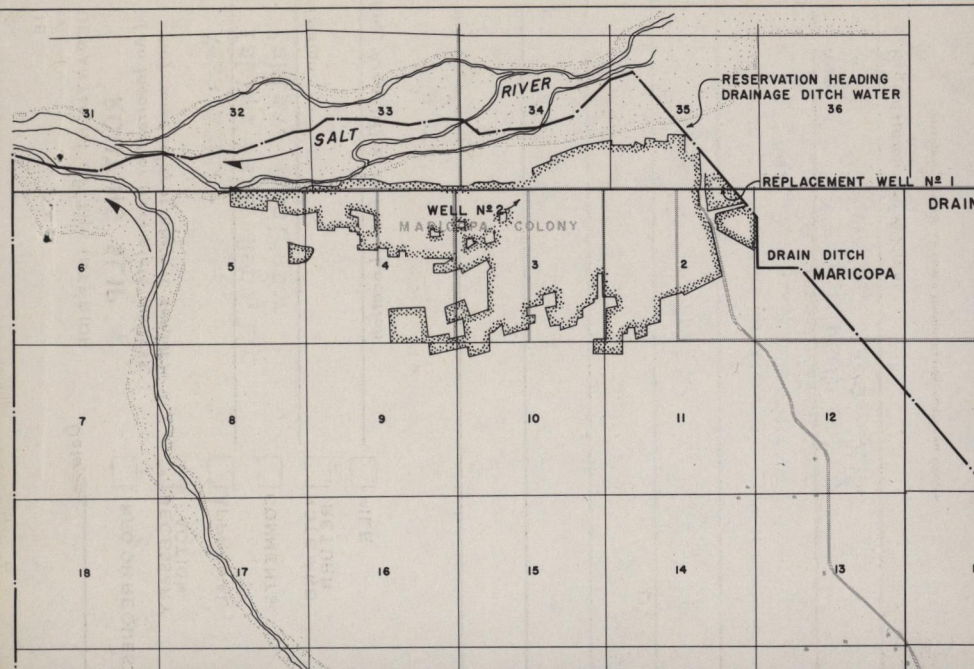 RESERVATION HEADING
DRAINAGE DITCH WATER
31
32
33
RIVER
34
35
36
SALT
REPLACEMENT WELL Nº 1
DRAIN
WELL Nº 2
MARICOPA COLONY
6
5
4
3
2
DRAIN DITCH
MARICOPA
7
8
9
10
11
12
18
17
16
15
14
13